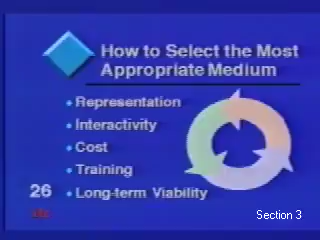 How to Select the Most
Appropriate Medium
• Representation
• Interactivity
• Cost
• Training
• Long-term Viability
26
Section 3